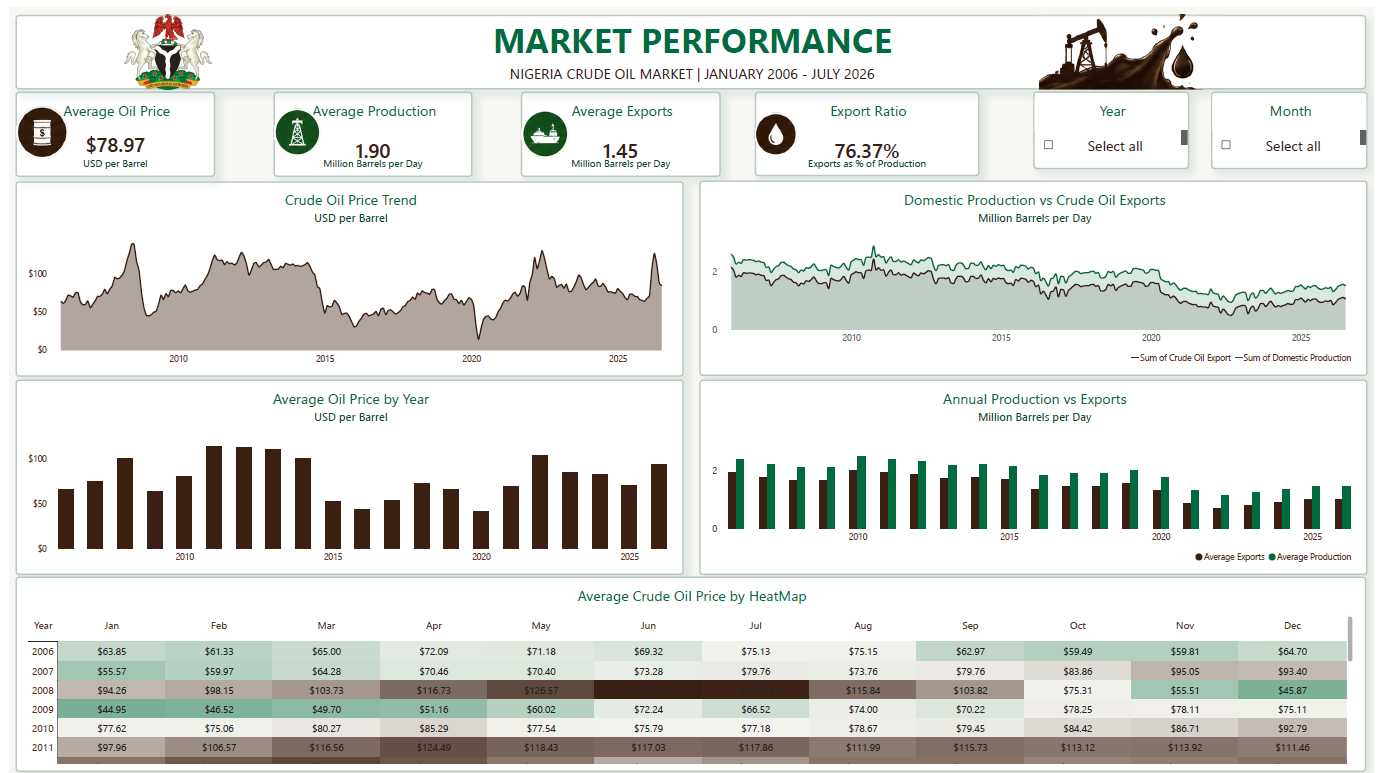 MARKET PERFORMANCE
NIGERIA CRUDE OIL MARKET | JANUARY 2006 - JULY 2026
Average Oil Price
$
$78.97
USD per Barrel
Average Production
1.90
Million Barrels per Day
Average Exports
1.45
Million Barrels per Day
Export Ratio
76.37%
Exports as % of Production
Year
Select all
Month
Select all
Crude Oil Price Trend
USD per Barrel
$100
$50
$0
2010 2015 2020 2025
Domestic Production vs Crude Oil Exports
Million Barrels per Day
2
0
2010 2015 2020 2025
Sum of Crude Oil Export Sum of Domestic Production
Average Oil Price by Year
USD per Barrel
$100
$50
$0
2010 2015 2020 2025
Annual Production vs Exports
Million Barrels per Day
2
0
2010 2015 2020 2025
Average Exports Average Production
Average Crude Oil Price by HeatMap
Year Jan Feb Mar Apr May Jun Jul Aug Sep Oct Nov Dec
2006 $63.85 $61.33 $65.00 $72.09 $71.18 $69.32 $75.13 $75.15 $62.97 $59.49 $59.81 $64.70
2007 $55.57 $59.97 $64.28 $70.46 $70.40 $73.28 $79.76 $73.76 $79.76 $83.86 $95.05 $93.40
2008 $94.26 $98.15 $103.73 $116.73 $126.57 $115.84 $103.82 $75.31 $55.51 $45.87
2009 $44.95 $46.52 $49.70 $51.16 $60.02 $72.24 $66.52 $74.00 $70.22 $78.25 $78.11 $75.11
2010 $77.62 $75.06 $80.27 $85.29 $77.54 $75.79 $77.18 $78.67 $79.45 $84.42 $86.71 $92.79
2011 $97.96 $106.57 $116.56 $124.49 $118.43 $117.03 $117.86 $111.99 $115.73 $113.12 $113.92 $111.46